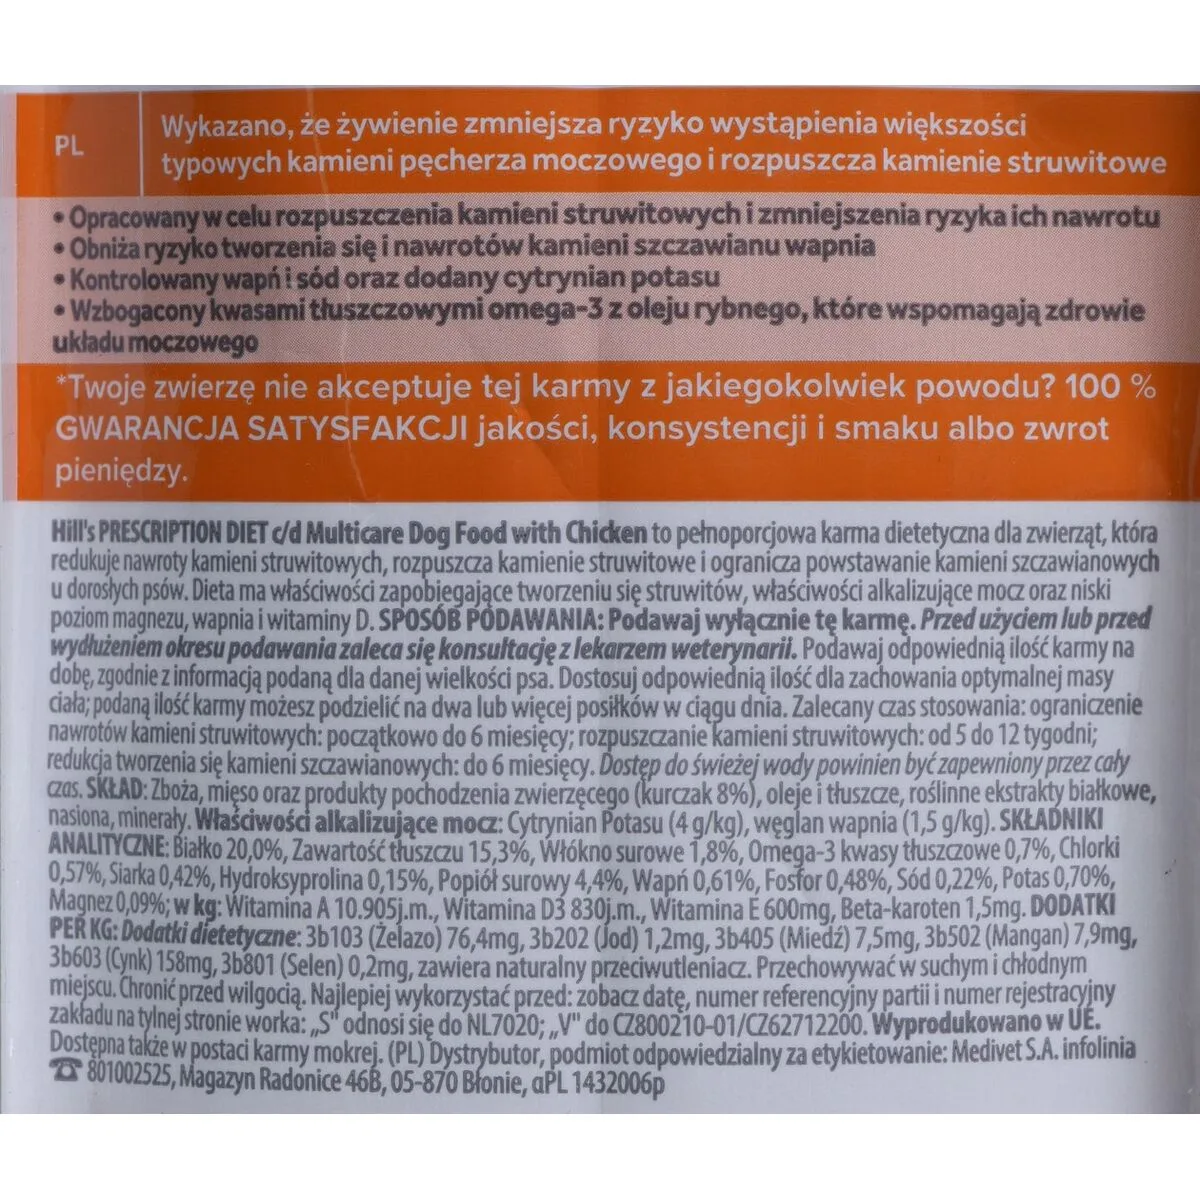 PL
Wykazano, że żywienie zmniejsza ryzyko wystąpienia większości
typowych kamieni pęcherza moczowego i rozpuszcza kamienie struwitowe
• Opracowany w celu rozpuszczenia kamieni struwitowych i zmniejszenia ryzyka ich nawrotu
• Obniża ryzyko tworzenia się i nawrotów kamieni szczawianu wapnia
• Kontrolowany wapń i sód oraz dodany cytrynian potasu
• Wzbogacony kwasami tłuszczowymi omega-3 z oleju rybnego, które wspomagają zdrowie
układu moczowego
*Twoje zwierzę nie akceptuje tej karmy z jakiegokolwiek powodu? 100 %
GWARANCJA SATYSFAKCJI jakości, konsystencji i smaku albo zwrot
pieniędzy.
Hill's PRESCRIPTION DIET c/d Multicare Dog Food with Chicken to pełnoporcjowa karma dietetyczna dla zwierząt, która
redukuje nawroty kamieni struwitowych, rozpuszcza kamienie struwitowe i ogranicza powstawanie kamieni szczawianowych
u dorosłych psów. Dieta ma właściwości zapobiegające tworzeniu się struwitów, właściwości alkalizujące mocz oraz niski
poziom magnezu, wapnia i witaminy D. SPOSÓB PODAWANIA: Podawaj wyłącznie tę karmę. Przed użyciem lub przed
wydłużeniem okresu podawania zaleca się konsultację z lekarzem weterynarii. Podawaj odpowiednią ilość karmy na
dobę, zgodnie z informacją podaną dla danej wielkości psa. Dostosuj odpowiednią ilość dla zachowania optymalnej masy
ciała; podaną ilość karmy możesz podzielić na dwa lub więcej posiłków w ciągu dnia. Zalecany czas stosowania: ograniczenie
nawrotów kamieni struwitowych: początkowo do 6 miesięcy; rozpuszczanie kamieni struwitowych: od 5 do 12 tygodni;
redukcja tworzenia się kamieni szczawianowych: do 6 miesięcy. Dostęp do świeżej wody powinien być zapewniony przez cały
czas. SKŁAD: Zboża, mięso oraz produkty pochodzenia zwierzęcego (kurczak 8%), oleje i tłuszcze, roślinne ekstrakty białkowe,
nasiona, minerały. Właściwości alkalizujące mocz: Cytrynian Potasu (4 g/kg), węglan wapnia (1,5 g/kg). SKŁADNIKI
ANALITYCZNE: Białko 20,0%, Zawartość tłuszczu 15,3%, Włókno surowe 1,8%, Omega-3 kwasy tłuszczowe 0,7%, Chlorki
0,57%, Siarka 0,42%, Hydroksyprolina 0,15%, Popiół surowy 4,4%, Wapń 0,61%, Fosfor 0,48%, Sód 0,22%, Potas 0,70%,
Magnez 0,09%; w kg: Witamina A 10.905j.m., Witamina D3 830j.m., Witamina E 600mg, Beta-karoten 1,5mg. DODATKI
PER KG: Dodatki dietetyczne: 3b103 (Żelazo) 76,4mg, 3b202 (Jod) 1,2mg, 3b405 (Miedź) 7,5mg, 3b502 (Mangan) 7,9mg,
3b603 (Cynk) 158mg, 3b801 (Selen) 0,2mg, zawiera naturalny przeciwutleniacz. Przechowywać w suchym i chłodnym
miejscu. Chronić przed wilgocią. Najlepiej wykorzystać przed: zobacz datę, numer referencyjny partii i numer rejestracyjny
zakładu na tylnej stronie worka: „S" odnosi się do NL7020; „V" do CZ800210-01/CZ62712200. Wyprodukowano w UE.
Dostępna także w postaci karmy mokrej. (PL) Dystrybutor, podmiot odpowiedzialny za etykietowanie: Medivet S.A. infolinia
☎ 801002525, Magazyn Radonice 46B, 05-870 Błonie, αPL 1432006p